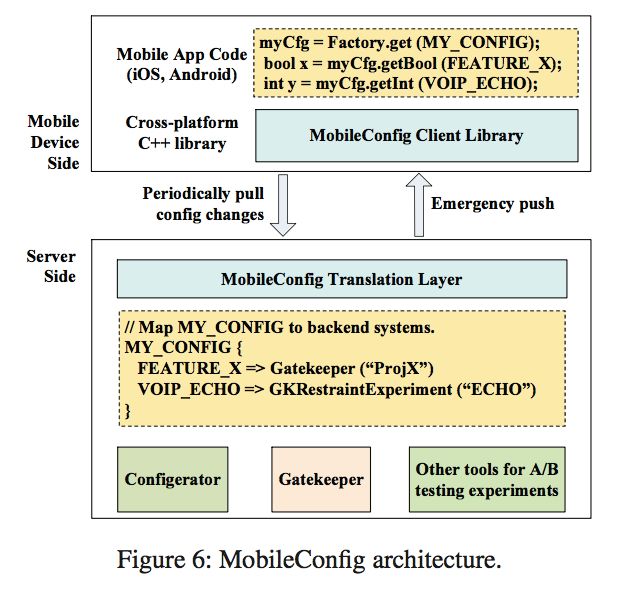 Mobile App Code
(iOS, Android)
myCfg = Factory.get (MY_CONFIG);
bool x = myCfg.getBool (FEATURE_X);
int y = myCfg.getInt (VOIP_ECHO);
Mobile
Device
Side
Cross-platform
C++ library
MobileConfig Client Library
Periodically pull
config changes
Emergency push
Server
Side
MobileConfig Translation Layer
// Map MY_CONFIG to backend systems.
MY_CONFIG {
FEATURE_X => Gatekeeper (“ProjX”)
VOIP_ECHO => GKRestraintExperiment (“ECHO”)
}
Configerator
Gatekeeper
Other tools for A/B
testing experiments
Figure 6: MobileConfig architecture.